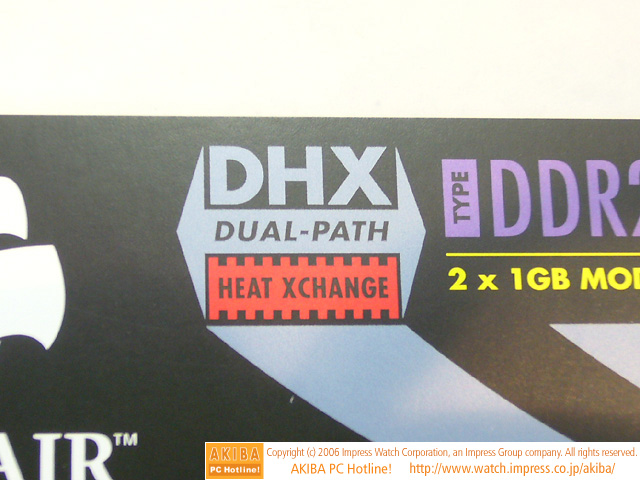 DHX
DUAL-PATH
HEAT XCHANGE
TYPE
DDR2
2 x 1GB
AIR™
AKIBA
PC Hotline!
Copyright (c) 2006 Impress Watch Corporation, an Impress Group company. All rights reserved.
AKIBA PC Hotline! http://www.watch.impress.co.jp/akiba/